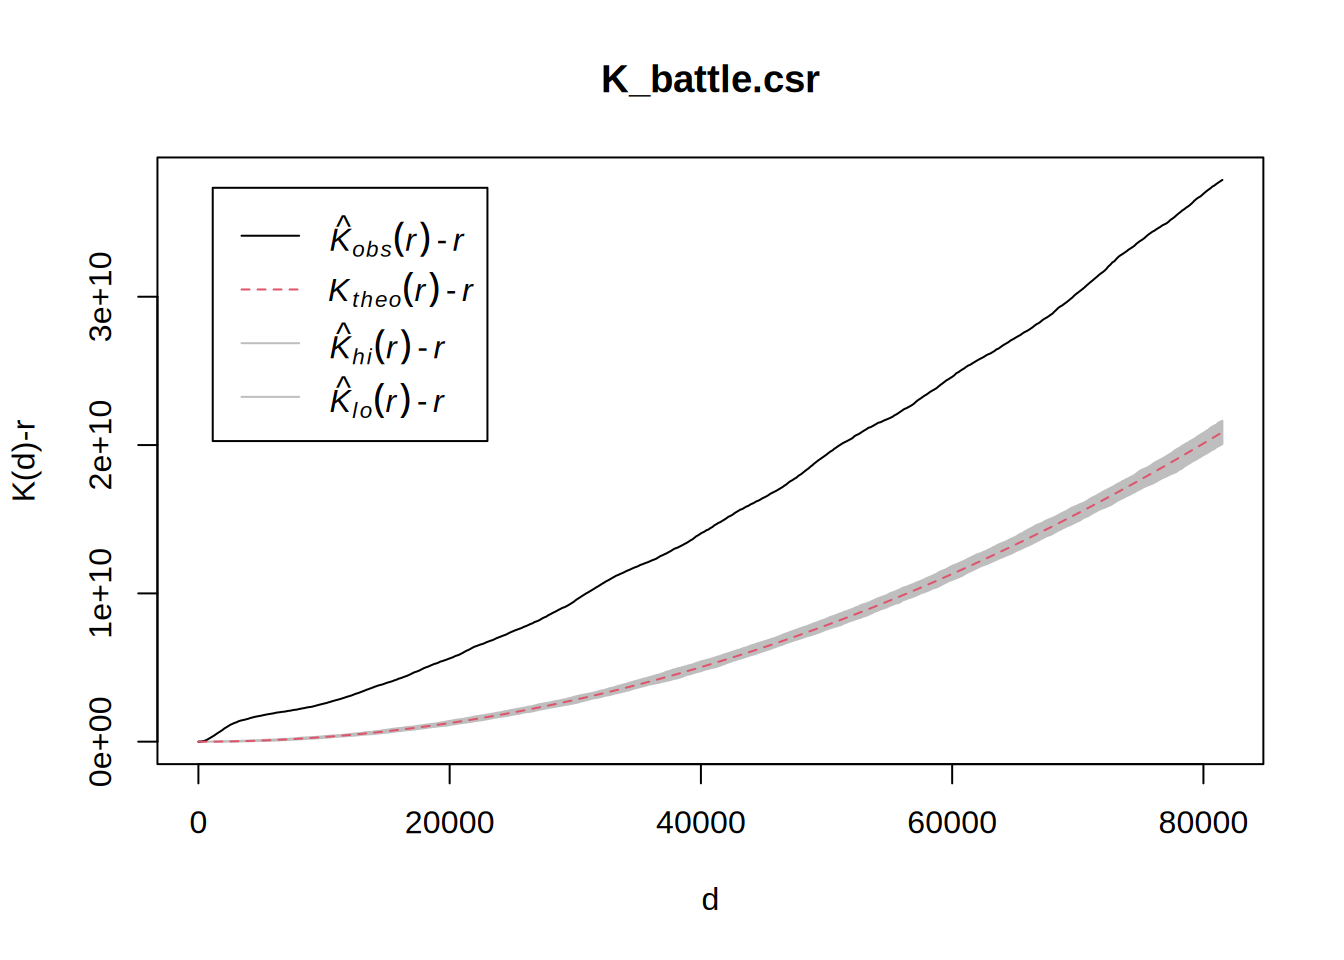 K_battle.csr
K̂obs(r) - r
Ktheo(r) - r
K̂hi(r) - r
K̂lo(r) - r
K(d)-r
3e+10
2e+10
1e+10
0e+00
0 20000 40000 60000 80000
d